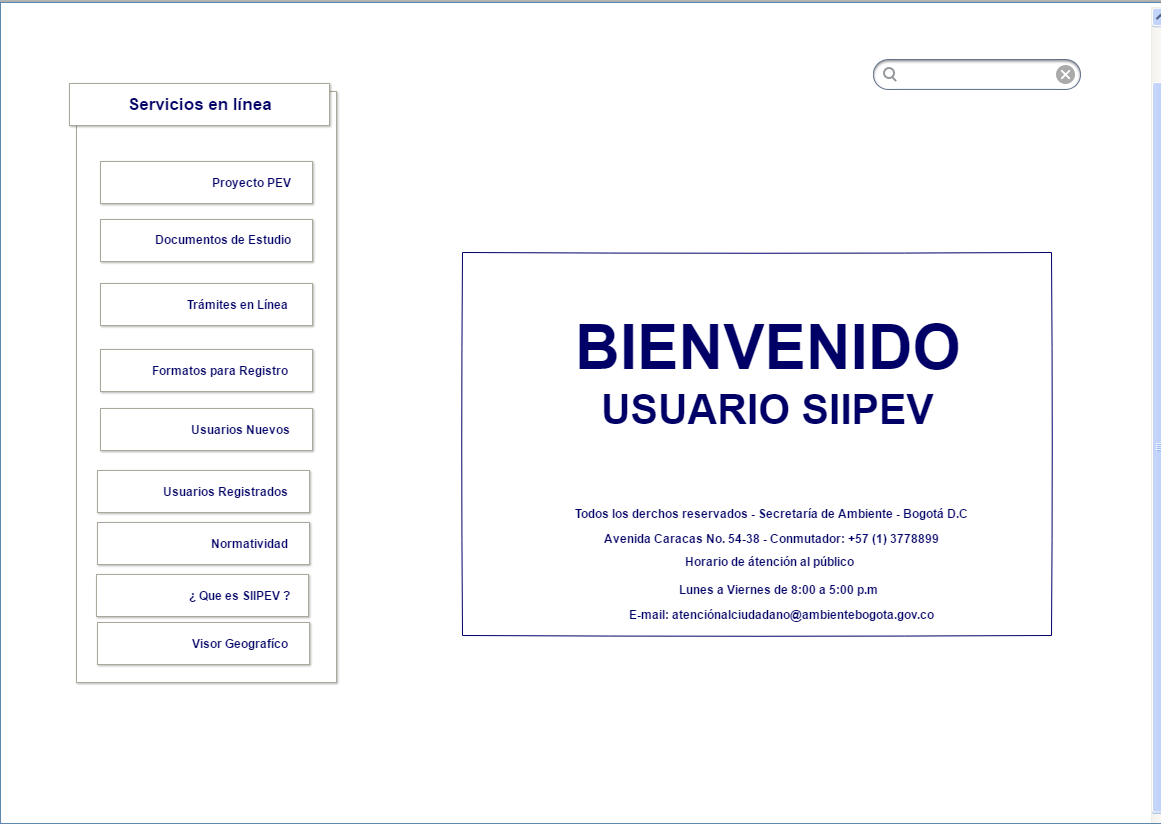 Servicios en línea
Proyecto PEV
Documentos de Estudio
Trámites en Línea
Formatos para Registro
Usuarios Nuevos
Usuarios Registrados
Normatividad
¿ Que es SIIPEV ?
Visor Geografíco
BIENVENIDO
USUARIO SIIPEV
Todos los derchos reservados - Secretaría de Ambiente - Bogotá D.C
Avenida Caracas No. 54-38 - Conmutador: +57 (1) 3778899
Horario de átención al público
Lunes a Viernes de 8:00 a 5:00 p.m
E-mail: atenciónalciudadano@ambientebogota.gov.co